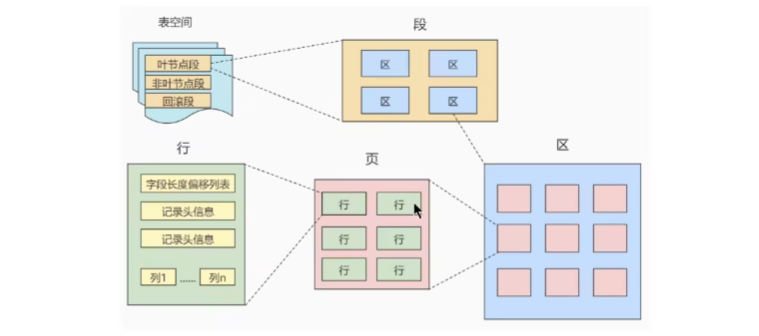 表空间
叶节点段
非叶节点段
回滚段
段
区
区
区
区
行
字段长度偏移列表
记录头信息
记录头信息
列1 ...... 列n
页
行 行
行 行
行 行
区